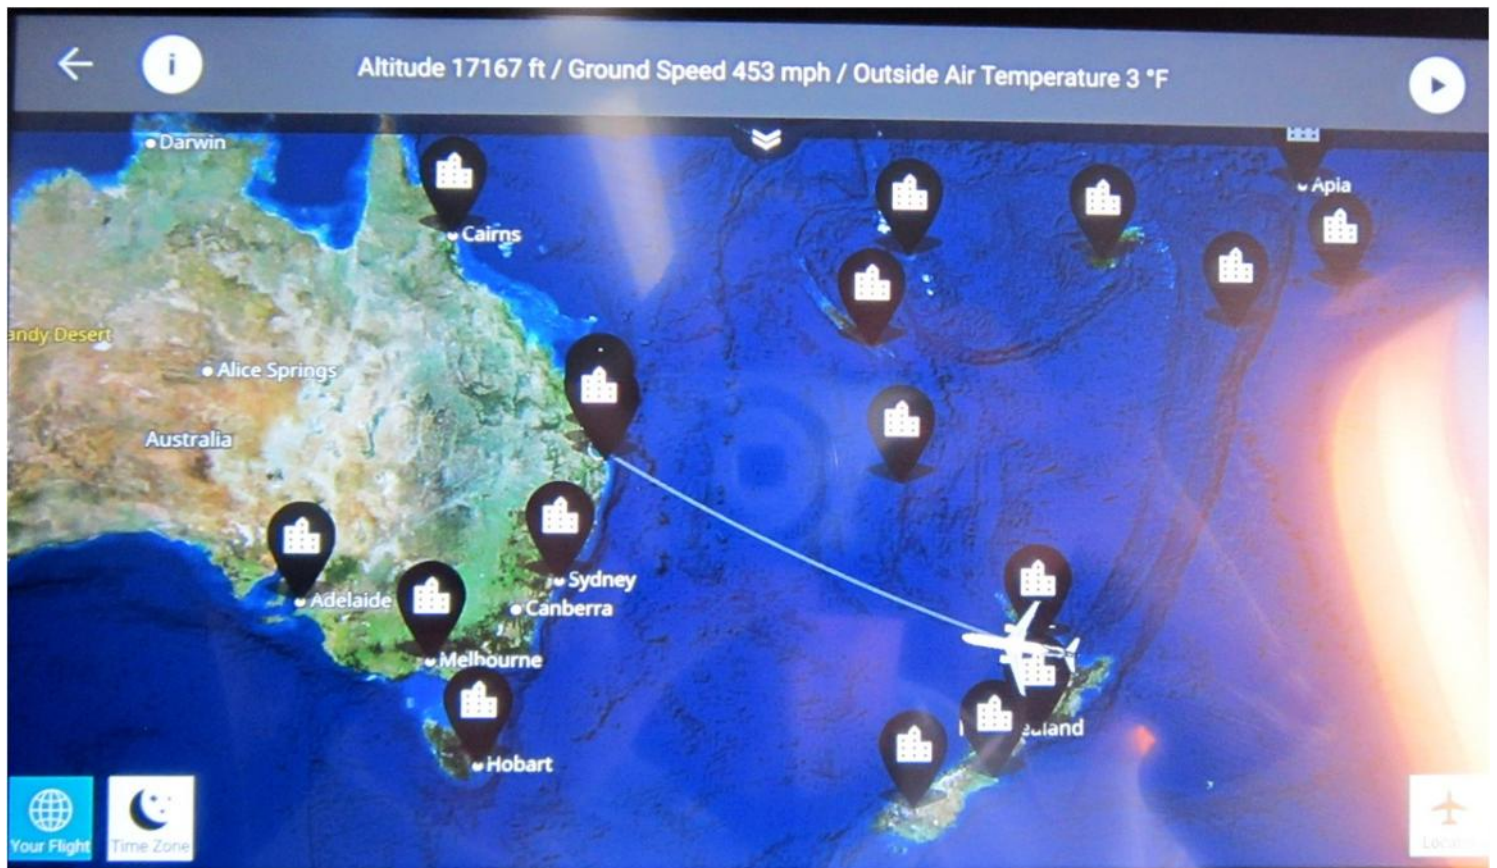 i
Altitude 17167 ft / Ground Speed 453 mph / Outside Air Temperature 3 °F
Darwin
Apia
Cairns
andy Desert
Alice Springs
Australia
Sydney
Adelaide
Canberra
Melbourne
ealand
Hobart
Your Flight
Time Zone